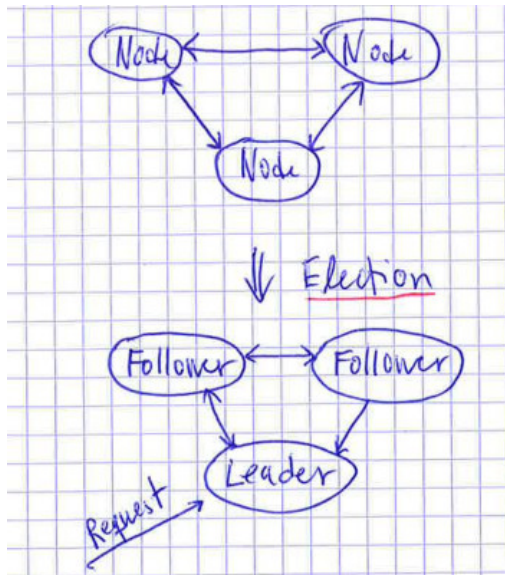 Node Node
Node
Election
Follower Follower
Leader
Request